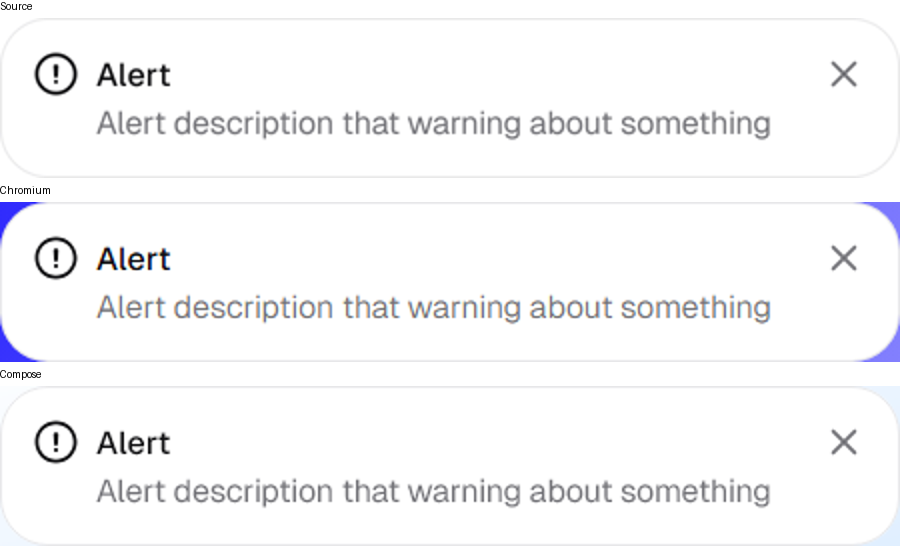 Source
Alert
Alert description that warning about something
Chromium
Alert
Alert description that warning about something
Compose
Alert
Alert description that warning about something